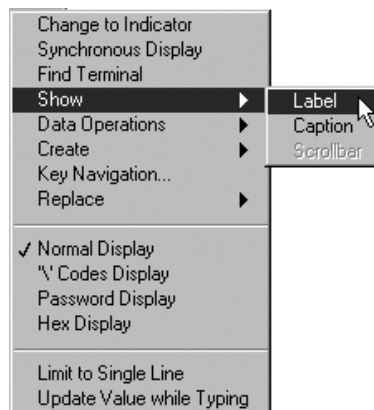 Change to Indicator
Synchronous Display
Find Terminal
Show
Label
Data Operations
Caption
Create
Scrollbar
Key Navigation...
Replace
Normal Display
'\' Codes Display
Password Display
Hex Display
Limit to Single Line
Update Value while Typing